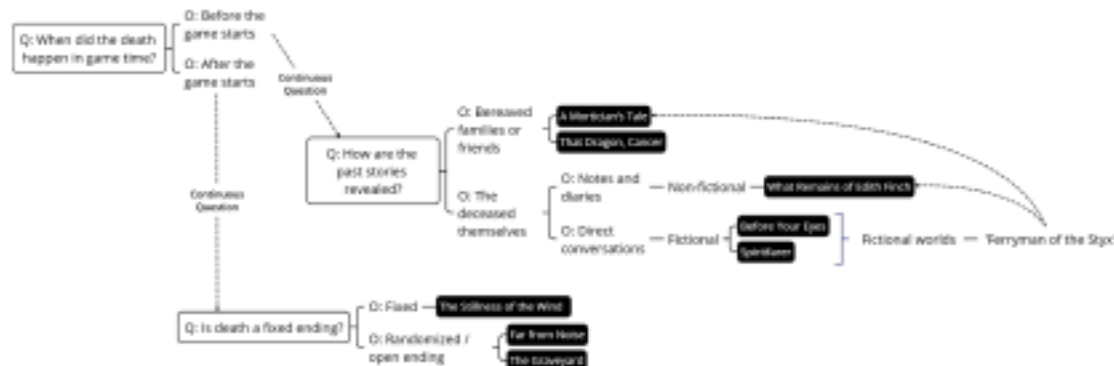 Q: When did the death
happen in game time?
O: Before the
game starts
O: After the
game starts
Continuous
Question
Q: How are the
past stories
revealed?
O: Bereaved
families or
friends
A Mortician's Tale
That Dragon, Cancer
O: The
deceased
themselves
O: Notes and
diaries
Non-fictional
What Remains of Edith Finch
O: Direct
conversations
Fictional
Before Your Eyes
Spiritfarer
Fictional worlds
'Ferryman of the Styx'
Continuous
Question
Q: Is death a fixed ending?
O: Fixed
The Stillness of the Wind
O: Randomized /
open ending
Far from Noise
The Graveyard